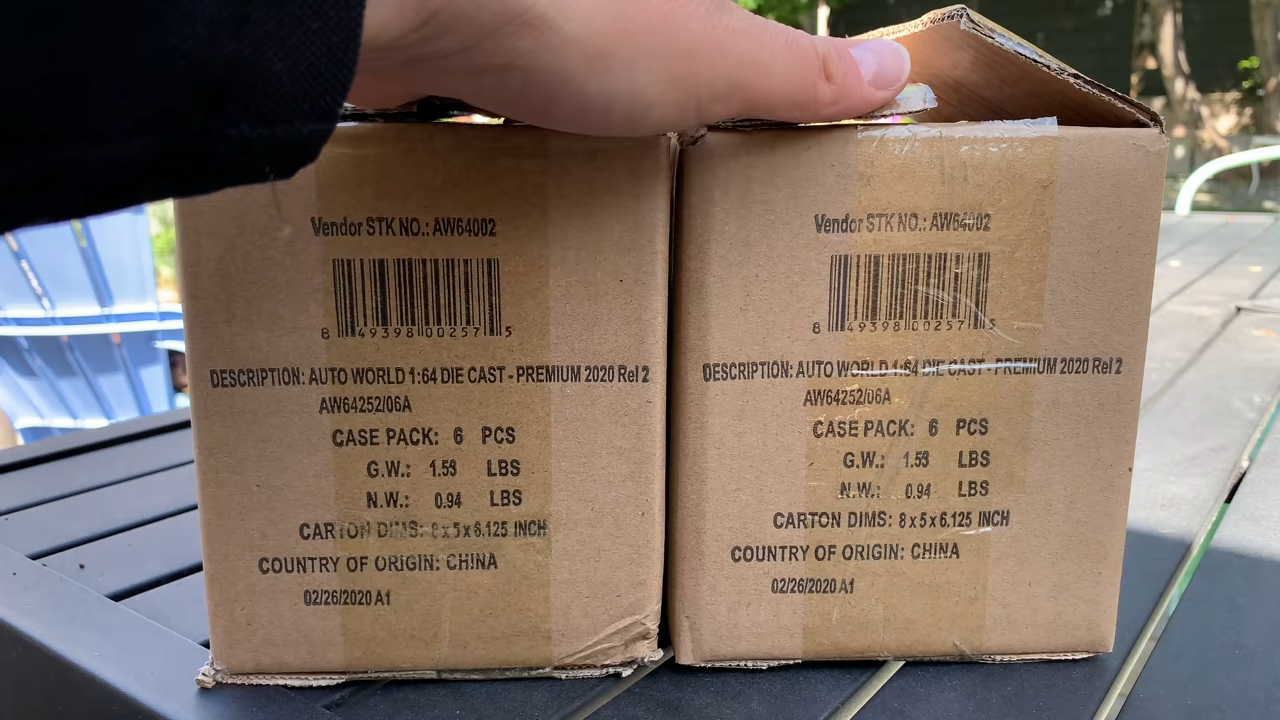 Vendor STK NO.: AW64002
8 49398 00257 5
DESCRIPTION: AUTO WORLD 1:64 DIE CAST - PREMIUM 2020 Rel 2
AW64252/06A
CASE PACK: 6 PCS
G.W.: 1.53 LBS
N.W.: 0.94 LBS
CARTON DIMS: 8 x 5 x 6.125 INCH
COUNTRY OF ORIGIN: CHINA
02/26/2020 A1
Vendor STK NO.: AW64002
8 49398 00257 5
DESCRIPTION: AUTO WORLD 1:64 DIE CAST - PREMIUM 2020 Rel 2
AW64252/06A
CASE PACK: 6 PCS
G.W.: 1.53 LBS
N.W.: 0.94 LBS
CARTON DIMS: 8 x 5 x 6.125 INCH
COUNTRY OF ORIGIN: CHINA
02/26/2020 A1